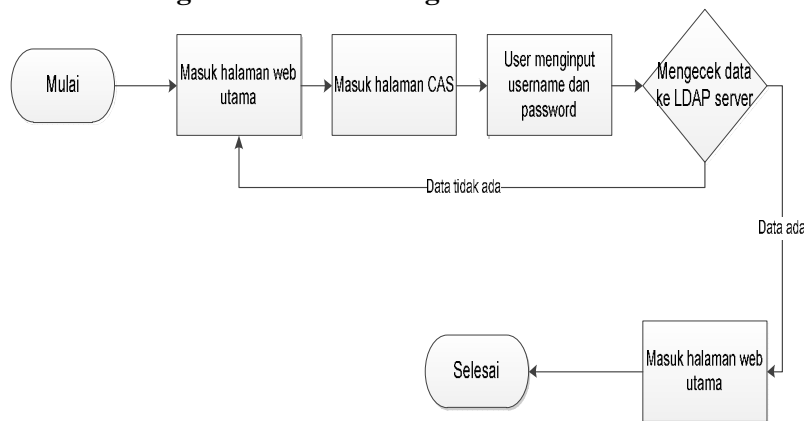 Mulai
Masuk halaman web
utama
Masuk halaman CAS
User menginput
username dan
password
Mengecek data
ke LDAP server
Data tidak ada
Data ada
Masuk halaman web
utama
Selesai